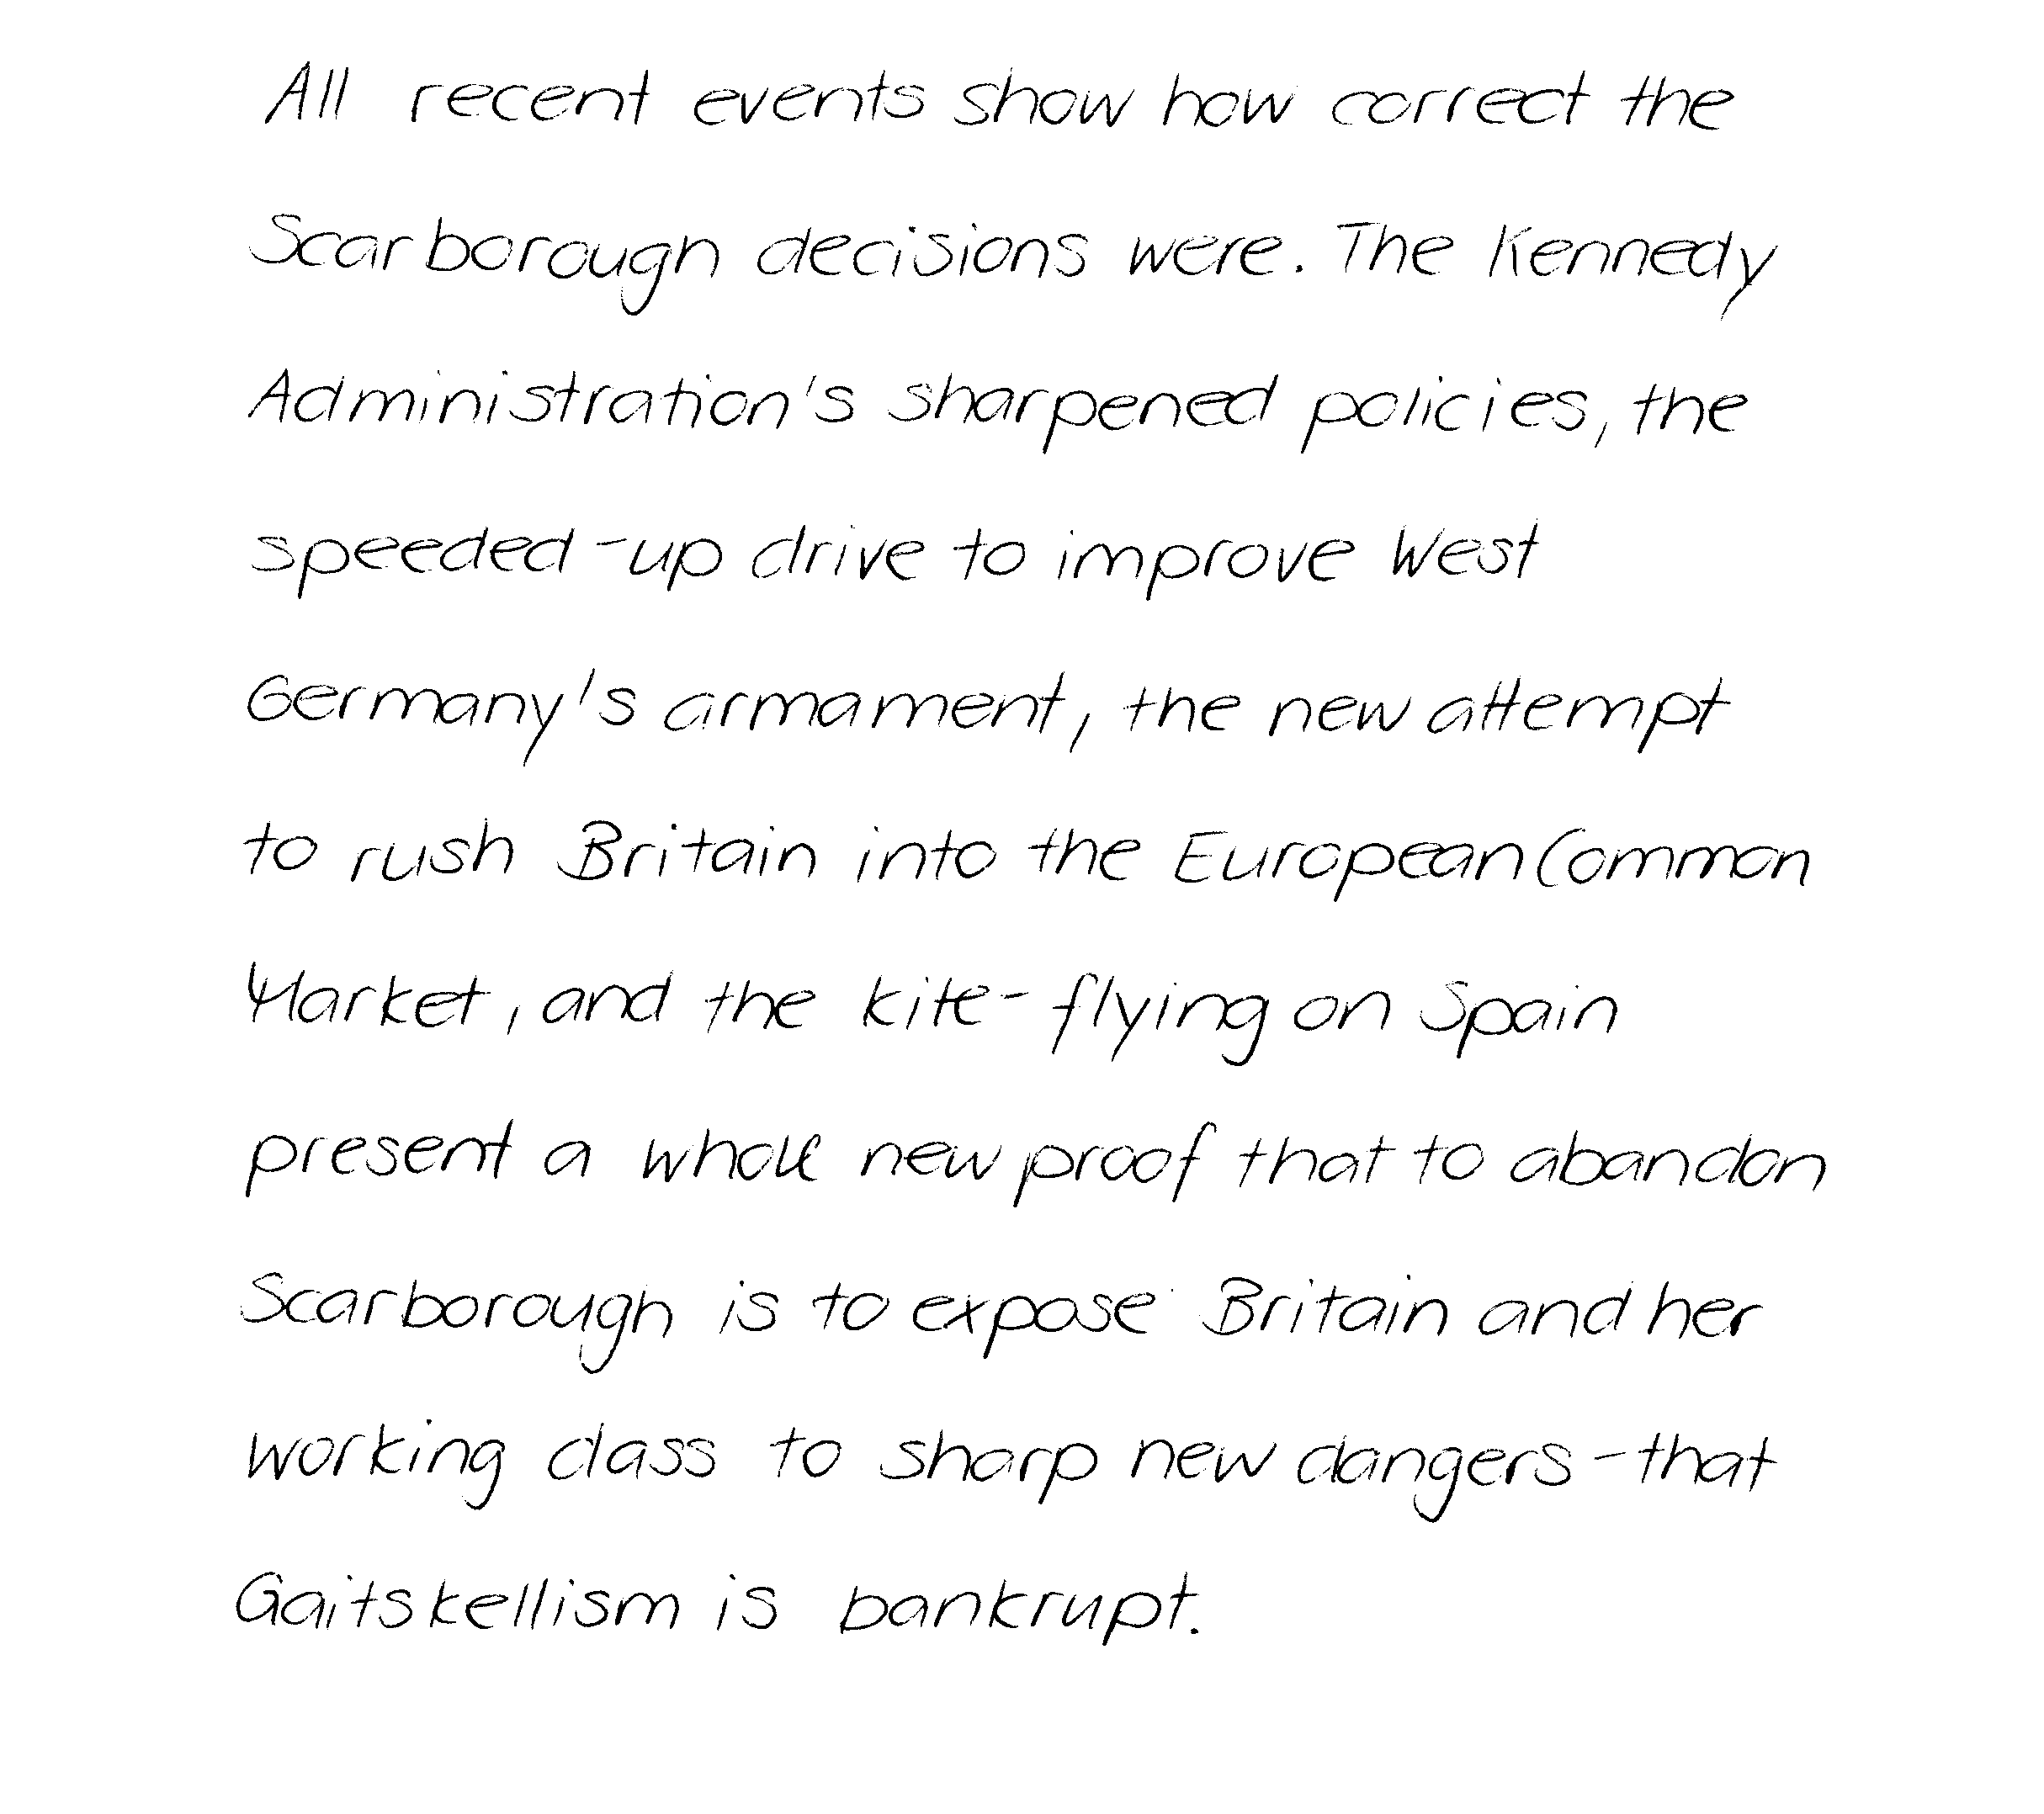 All recent events show how correct the
Scarborough decisions were. The Kennedy
Administration's sharpened policies, the
speeded-up drive to improve West
Germany's armament, the new attempt
to rush Britain into the European Common
Market, and the kite-flying on Spain
present a whole new proof that to abandon
Scarborough is to expose Britain and her
working class to sharp new dangers - that
Gaitskellism is bankrupt.